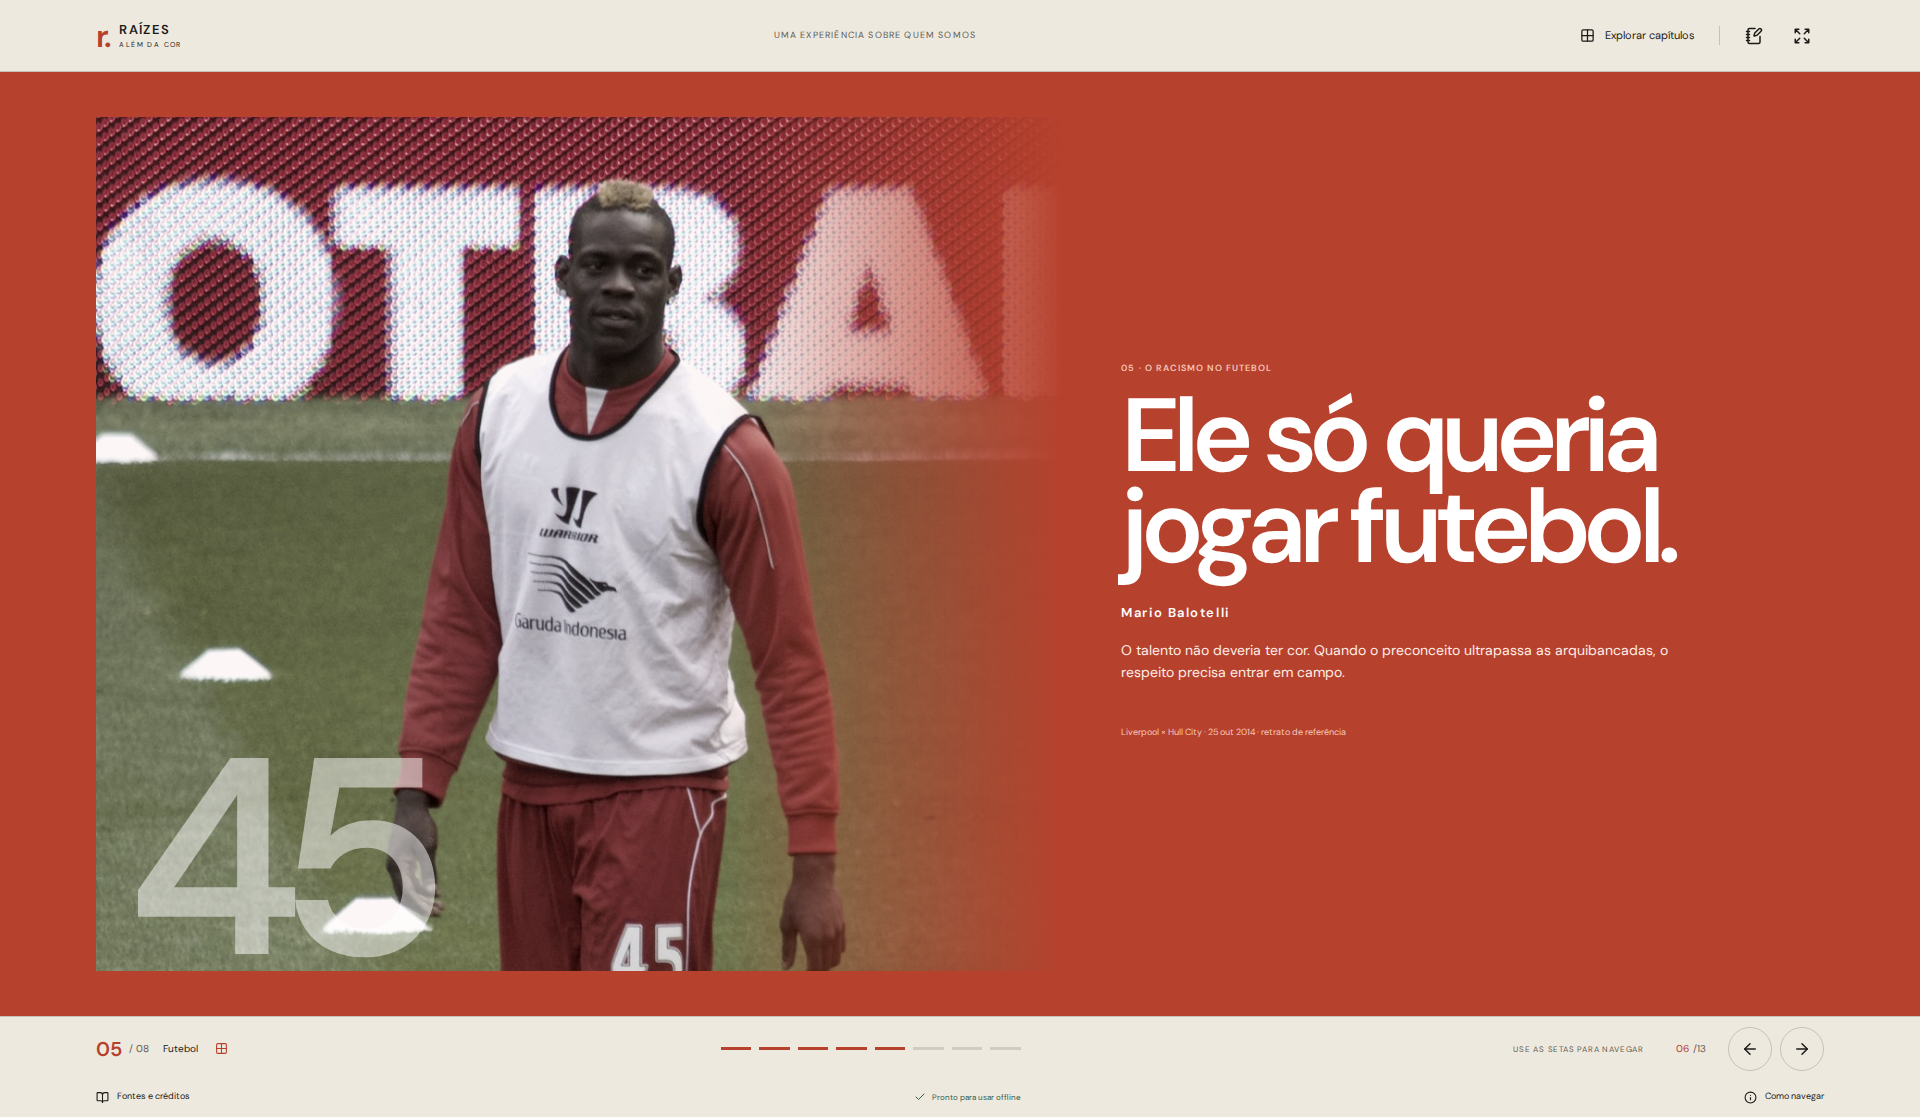 r.
RAÍZES
ALÉM DA COR
UMA EXPERIÊNCIA SOBRE QUEM SOMOS
Explorar capítulos
OTBAL
WARRIOR
Garuda Indonesia
45
45
05 · O RACISMO NO FUTEBOL
Ele só queria
jogar futebol.
Mario Balotelli
O talento não deveria ter cor. Quando o preconceito ultrapassa as arquibancadas, o
respeito precisa entrar em campo.
Liverpool × Hull City · 25 out 2014 · retrato de referência
05 / 08 Futebol
USE AS SETAS PARA NAVEGAR
06 /13
Fontes e créditos
Pronto para usar offline
Como navegar